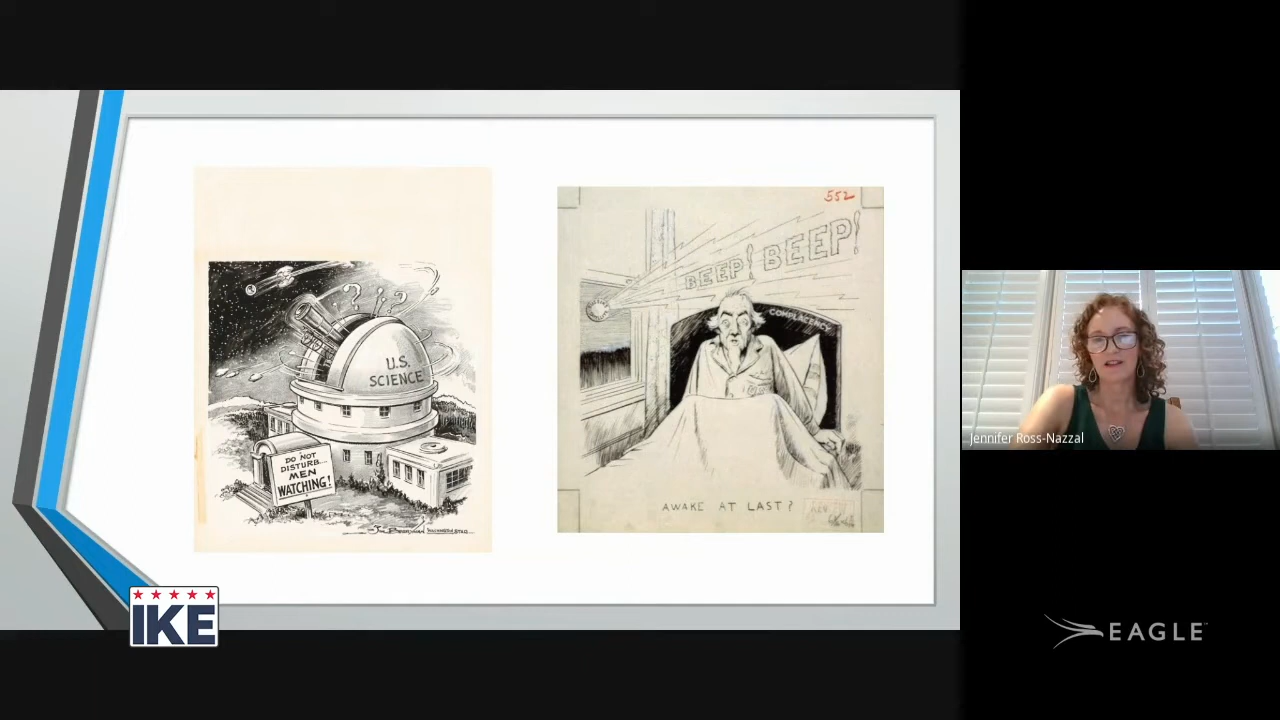 552
BEEP! BEEP!
COMPLACENCY
U.S.
SCIENCE
DO NOT
DISTURB...
MEN
WATCHING!
AWAKE AT LAST?
IKE
Jennifer Ross-Nazzal
EAGLE